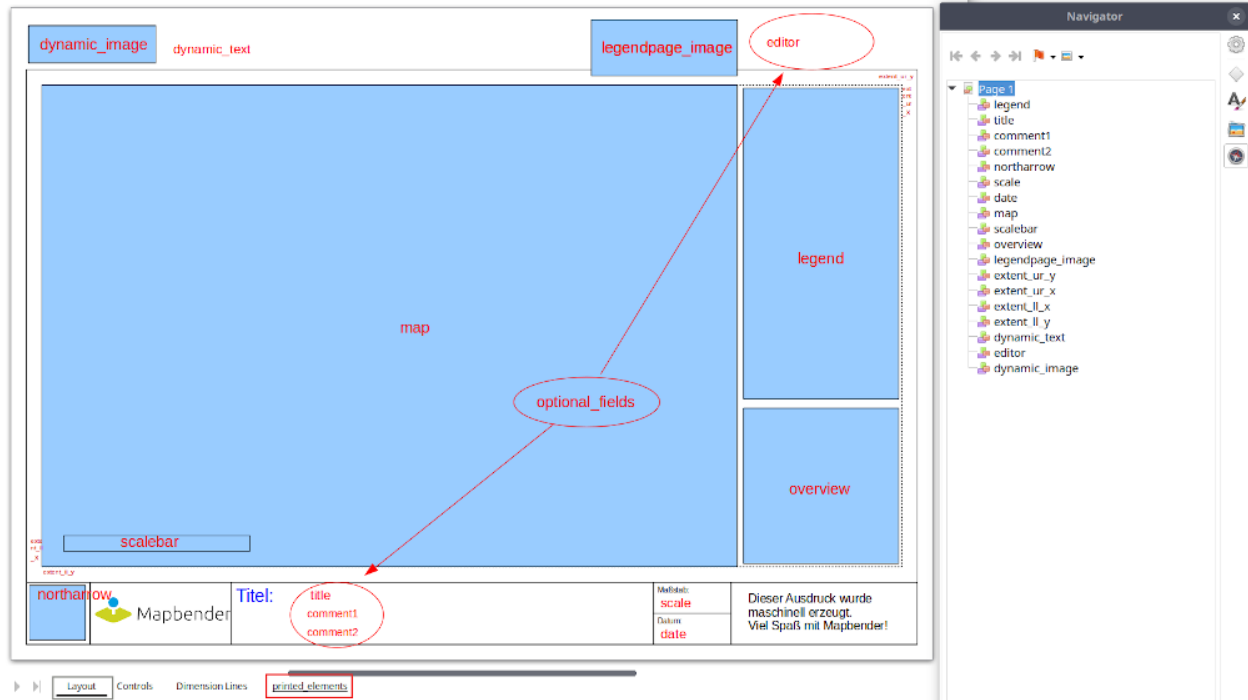 dynamic_image
dynamic_text
legendpage_image
editor
extent_ur_y
map
legend
optional_fields
overview
scalebar
extent_ll_y
northarrow
Mapbender
Titel:
title
comment1
comment2
Maßstab:
scale
Datum:
date
Dieser Ausdruck wurde
maschinell erzeugt.
Viel Spaß mit Mapbender!
Layout
Controls
Dimension Lines
printed_elements
Navigator
Page 1
legend
title
comment1
comment2
northarrow
scale
date
map
scalebar
overview
legendpage_image
extent_ur_y
extent_ur_x
extent_ll_x
extent_ll_y
dynamic_text
editor
dynamic_image